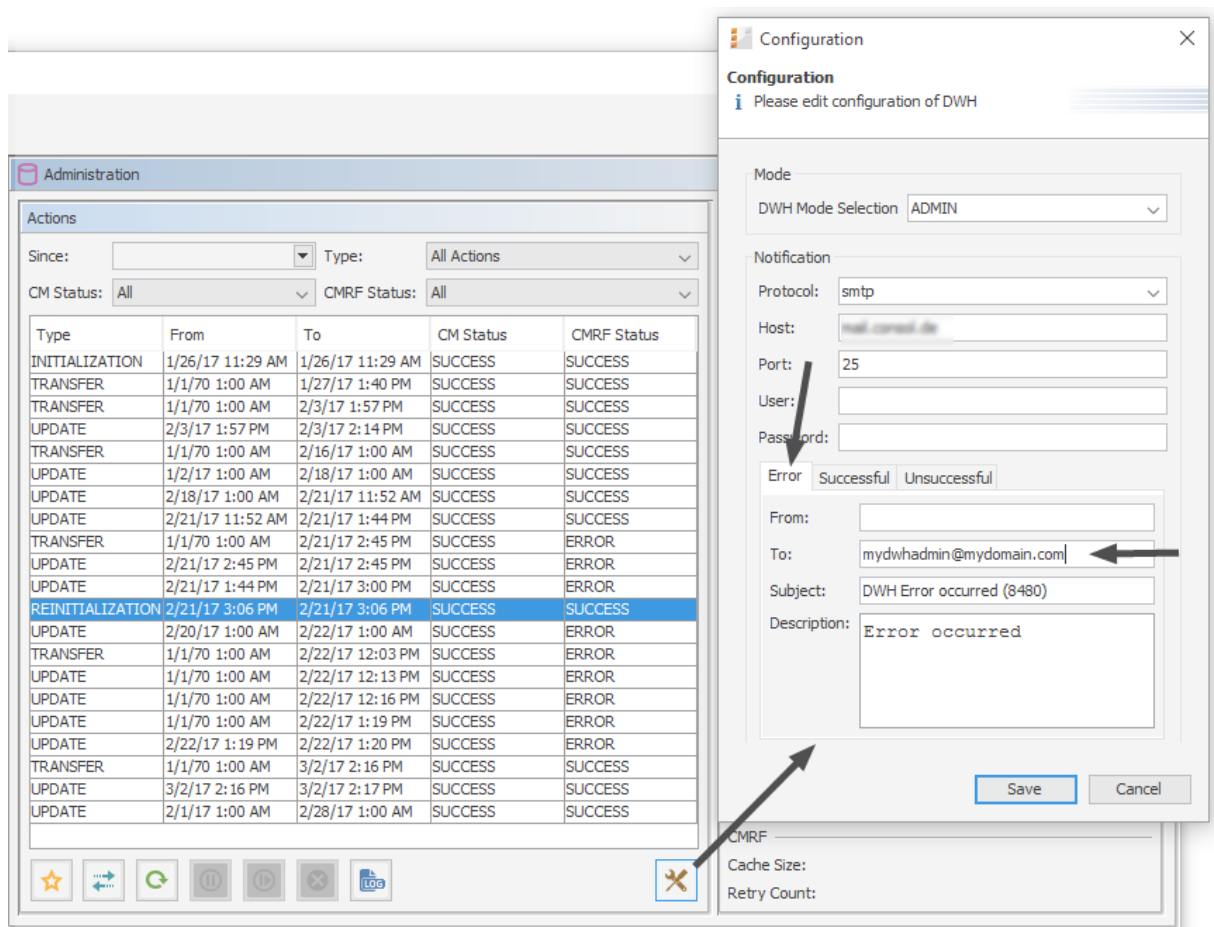 Configuration
Configuration
i Please edit configuration of DWH
Mode
DWH Mode Selection ADMIN
Notification
Protocol: smtp
Host:
Port: 25
User:
Password:
Error Successful Unsuccessful
From:
To: mydwhadmin@mydomain.com
Subject: DWH Error occurred (8480)
Description: Error occurred
Save Cancel
Administration
Actions
Since: Type: All Actions
CM Status: All CMRF Status: All
Type From To CM Status CMRF Status
INITIALIZATION 1/26/17 11:29 AM 1/26/17 11:29 AM SUCCESS SUCCESS
TRANSFER 1/1/70 1:00 AM 1/27/17 1:40 PM SUCCESS SUCCESS
TRANSFER 1/1/70 1:00 AM 2/3/17 1:57 PM SUCCESS SUCCESS
UPDATE 2/3/17 1:57 PM 2/3/17 2:14 PM SUCCESS SUCCESS
TRANSFER 1/1/70 1:00 AM 2/16/17 1:00 AM SUCCESS SUCCESS
UPDATE 1/2/17 1:00 AM 2/18/17 1:00 AM SUCCESS SUCCESS
UPDATE 2/18/17 1:00 AM 2/21/17 11:52 AM SUCCESS SUCCESS
UPDATE 2/21/17 11:52 AM 2/21/17 1:44 PM SUCCESS SUCCESS
TRANSFER 1/1/70 1:00 AM 2/21/17 2:45 PM SUCCESS ERROR
UPDATE 2/21/17 2:45 PM 2/21/17 2:45 PM SUCCESS ERROR
UPDATE 2/21/17 1:44 PM 2/21/17 3:00 PM SUCCESS ERROR
REINITIALIZATION 2/21/17 3:06 PM 2/21/17 3:06 PM SUCCESS SUCCESS
UPDATE 2/20/17 1:00 AM 2/22/17 1:00 AM SUCCESS ERROR
TRANSFER 1/1/70 1:00 AM 2/22/17 12:03 PM SUCCESS ERROR
UPDATE 1/1/70 1:00 AM 2/22/17 12:13 PM SUCCESS ERROR
UPDATE 1/1/70 1:00 AM 2/22/17 12:16 PM SUCCESS ERROR
UPDATE 1/1/70 1:00 AM 2/22/17 1:19 PM SUCCESS ERROR
UPDATE 2/22/17 1:19 PM 2/22/17 1:20 PM SUCCESS ERROR
TRANSFER 1/1/70 1:00 AM 3/2/17 2:16 PM SUCCESS SUCCESS
UPDATE 3/2/17 2:16 PM 3/2/17 2:17 PM SUCCESS SUCCESS
UPDATE 2/1/17 1:00 AM 2/28/17 1:00 AM SUCCESS SUCCESS
LOG
CMRF
Cache Size:
Retry Count: